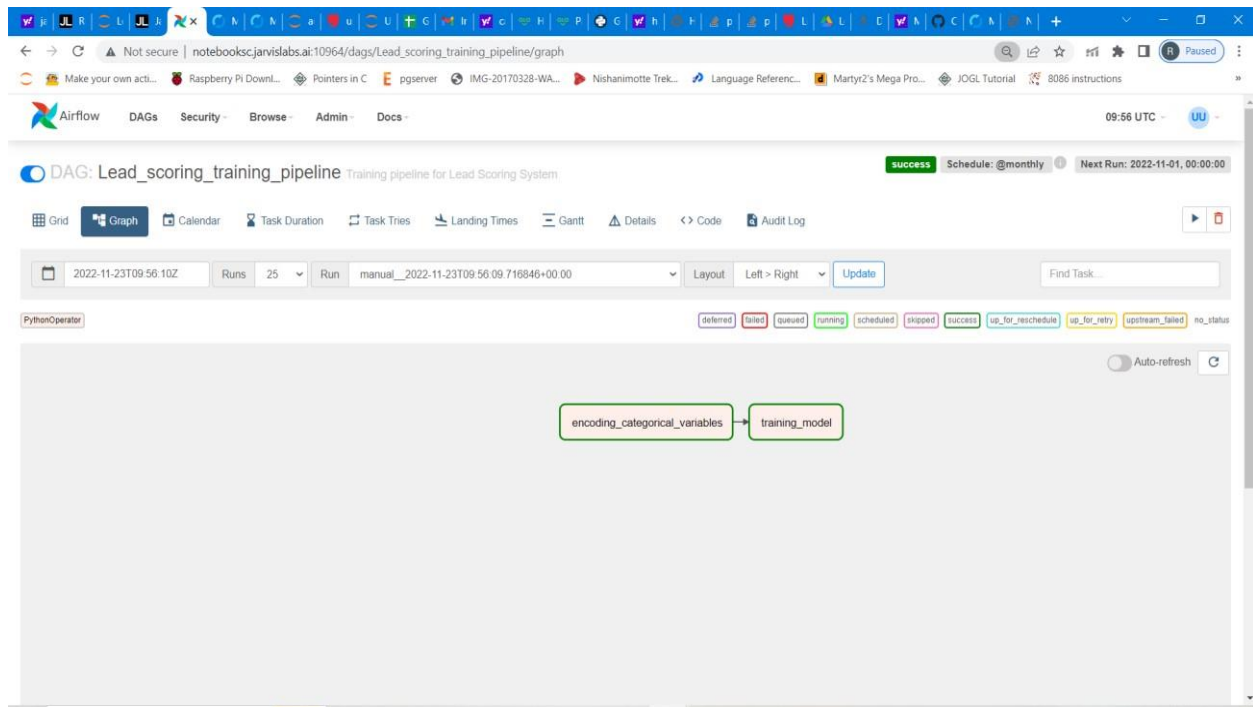 Not secure | notebooksc.jarvislabs.ai:10964/dags/Lead_scoring_training_pipeline/graph R Paused
Make your own acti... Raspberry Pi Downl... Pointers in C pgserver IMG-20170328-WA... Nishanimotte Trek... Language Referenc... Martyr2's Mega Pro... JOGL Tutorial 8086 instructions »
Airflow DAGs Security Browse Admin Docs 09:56 UTC UU
DAG: Lead_scoring_training_pipeline Training pipeline for Lead Scoring System success Schedule: @monthly Next Run: 2022-11-01, 00:00:00
Grid Graph Calendar Task Duration Task Tries Landing Times Gantt Details <> Code Audit Log
2022-11-23T09:56:10Z Runs 25 Run manual__2022-11-23T09:56:09.716846+00:00 Layout Left > Right Update Find Task...
PythonOperator deferred failed queued running scheduled skipped success up_for_reschedule up_for_retry upstream_failed no_status
Auto-refresh
encoding_categorical_variables training_model